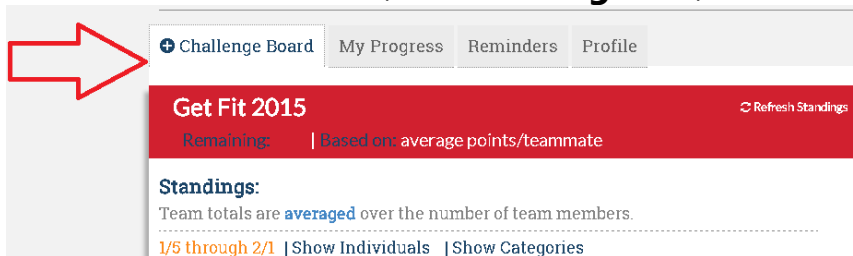 Challenge Board My Progress Reminders Profile
Get Fit 2015
Refresh Standings
Remaining: | Based on: average points/teammate
Standings:
Team totals are averaged over the number of team members.
1/5 through 2/1 | Show Individuals | Show Categories